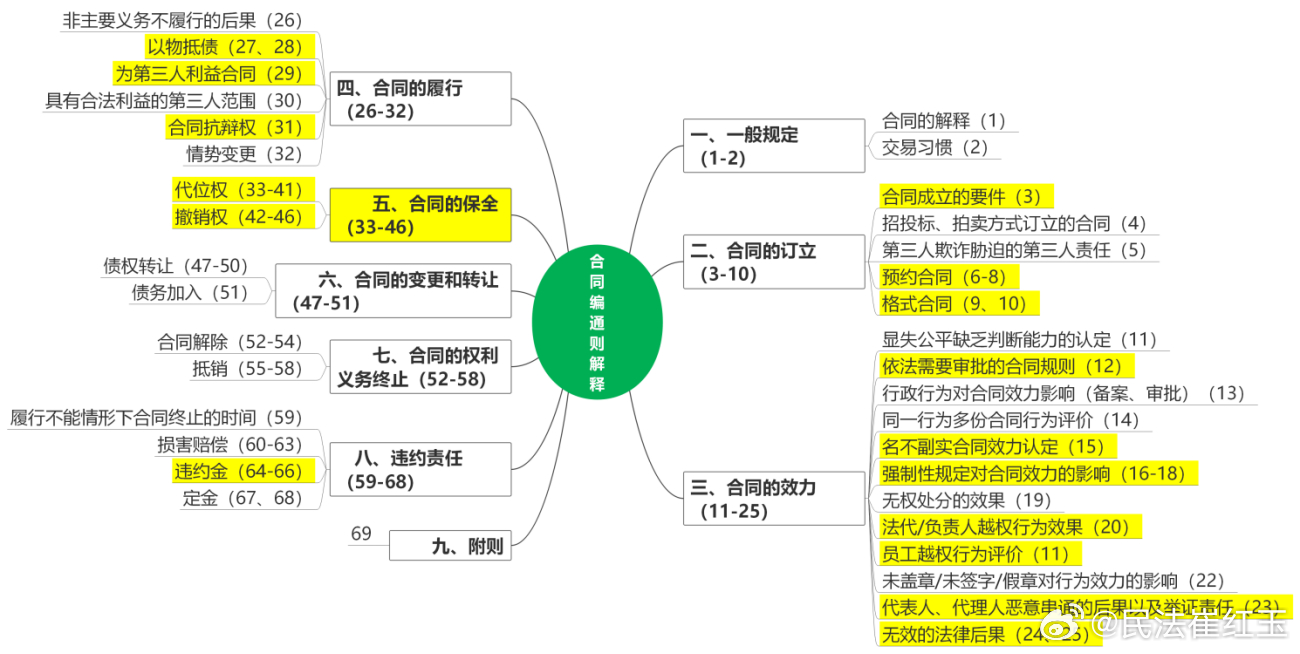 合同编通则解释
一、一般规定
（1-2）
合同的解释（1）
交易习惯（2）
二、合同的订立
（3-10）
合同成立的要件（3）
招投标、拍卖方式订立的合同（4）
第三人欺诈胁迫的第三人责任（5）
预约合同（6-8）
格式合同（9、10）
三、合同的效力
（11-25）
显失公平缺乏判断能力的认定（11）
依法需要审批的合同规则（12）
行政行为对合同效力影响（备案、审批）（13）
同一行为多份合同行为评价（14）
名不副实合同效力认定（15）
强制性规定对合同效力的影响（16-18）
无权处分的效果（19）
法代/负责人越权行为效果（20）
员工越权行为评价（11）
未盖章/未签字/假章对行为效力的影响（22）
代表人、代理人恶意串通的后果以及举证责任（23）
无效的法律后果（24、25）
四、合同的履行
（26-32）
非主要义务不履行的后果（26）
以物抵债（27、28）
为第三人利益合同（29）
具有合法利益的第三人范围（30）
合同抗辩权（31）
情势变更（32）
五、合同的保全
（33-46）
代位权（33-41）
撤销权（42-46）
六、合同的变更和转让
（47-51）
债权转让（47-50）
债务加入（51）
七、合同的权利
义务终止（52-58）
合同解除（52-54）
抵销（55-58）
八、违约责任
（59-68）
履行不能情形下合同终止的时间（59）
损害赔偿（60-63）
违约金（64-66）
定金（67、68）
九、附则
69
@民法崔红玉